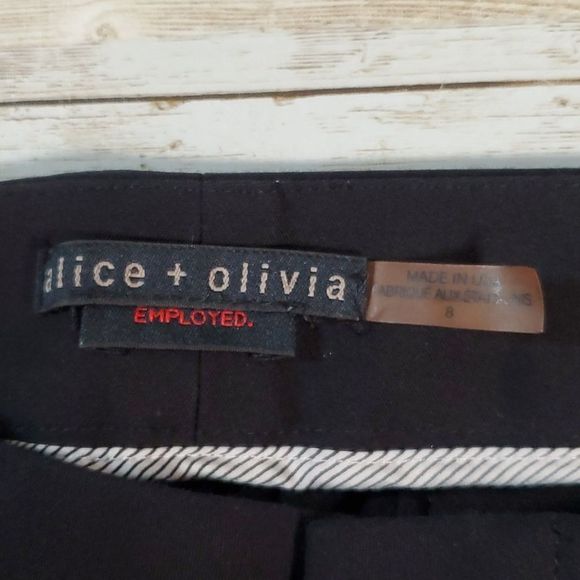 alice + olivia
EMPLOYED.
MADE IN USA
FABRIQUE AUX ETATS-UNIS
8